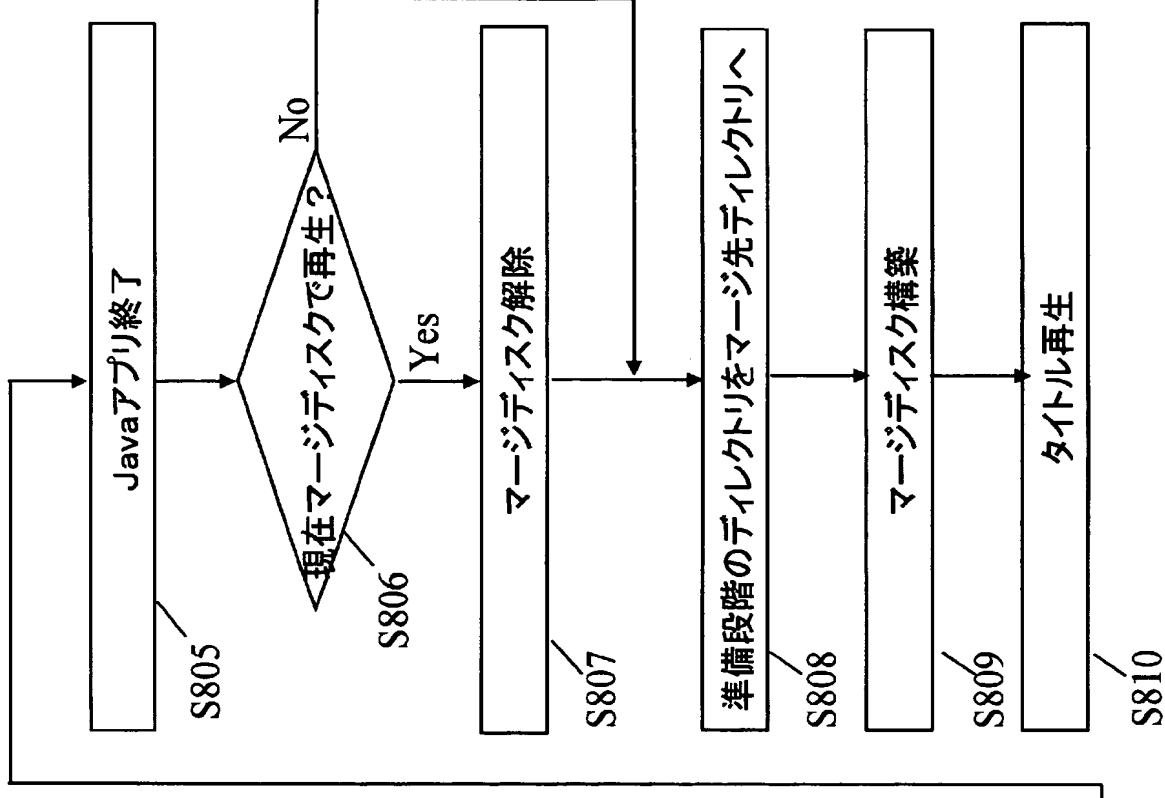 Javaアプリ終了
S805
現在マージディスクで再生？
No
S806
Yes
マージディスク解除
S807
準備段階のディレクトリをマージ先ディレクトリへ
S808
マージディスク構築
S809
タイトル再生
S810